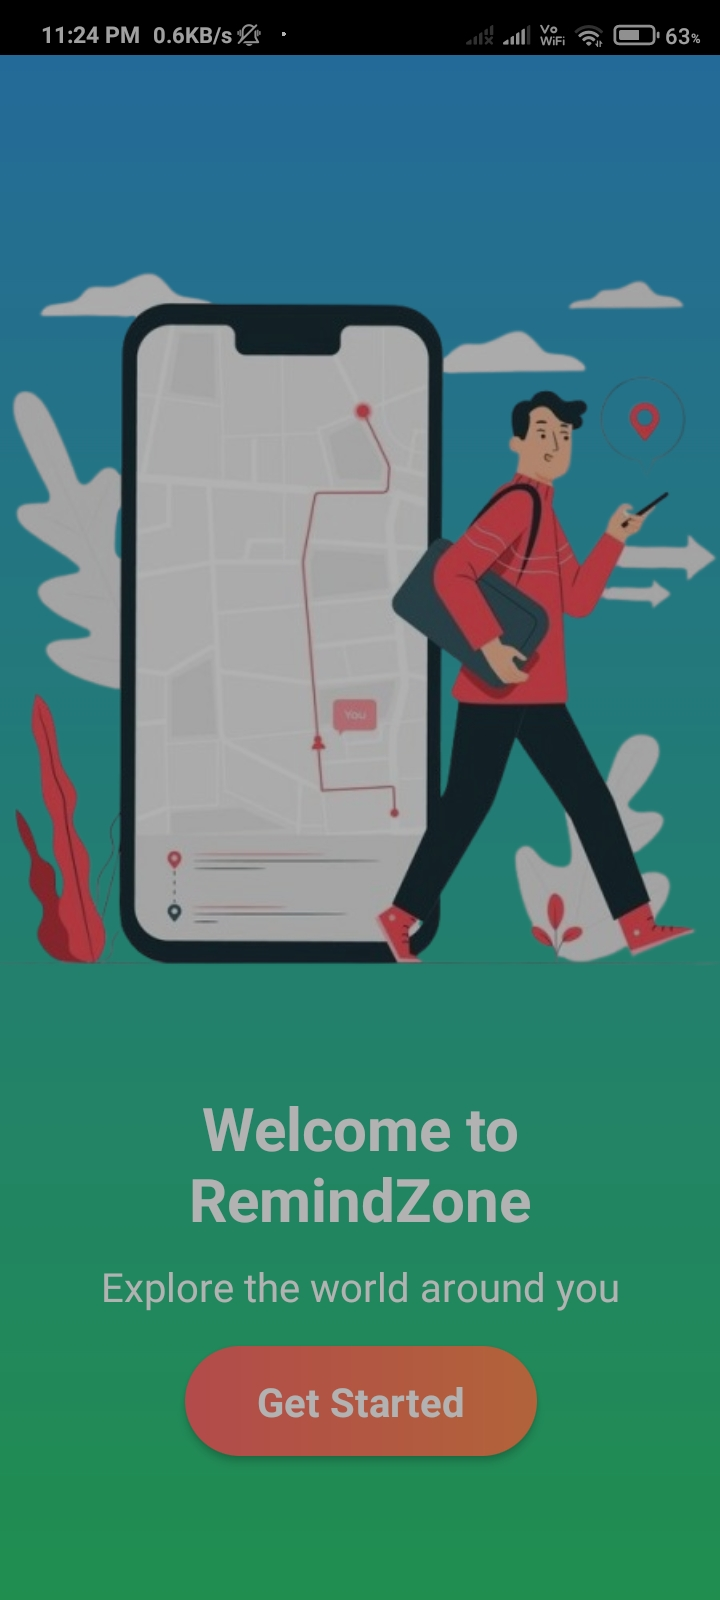 11:24 PM 0.6KB/s Vo WiFi 63%
You
Welcome to
RemindZone
Explore the world around you
Get Started